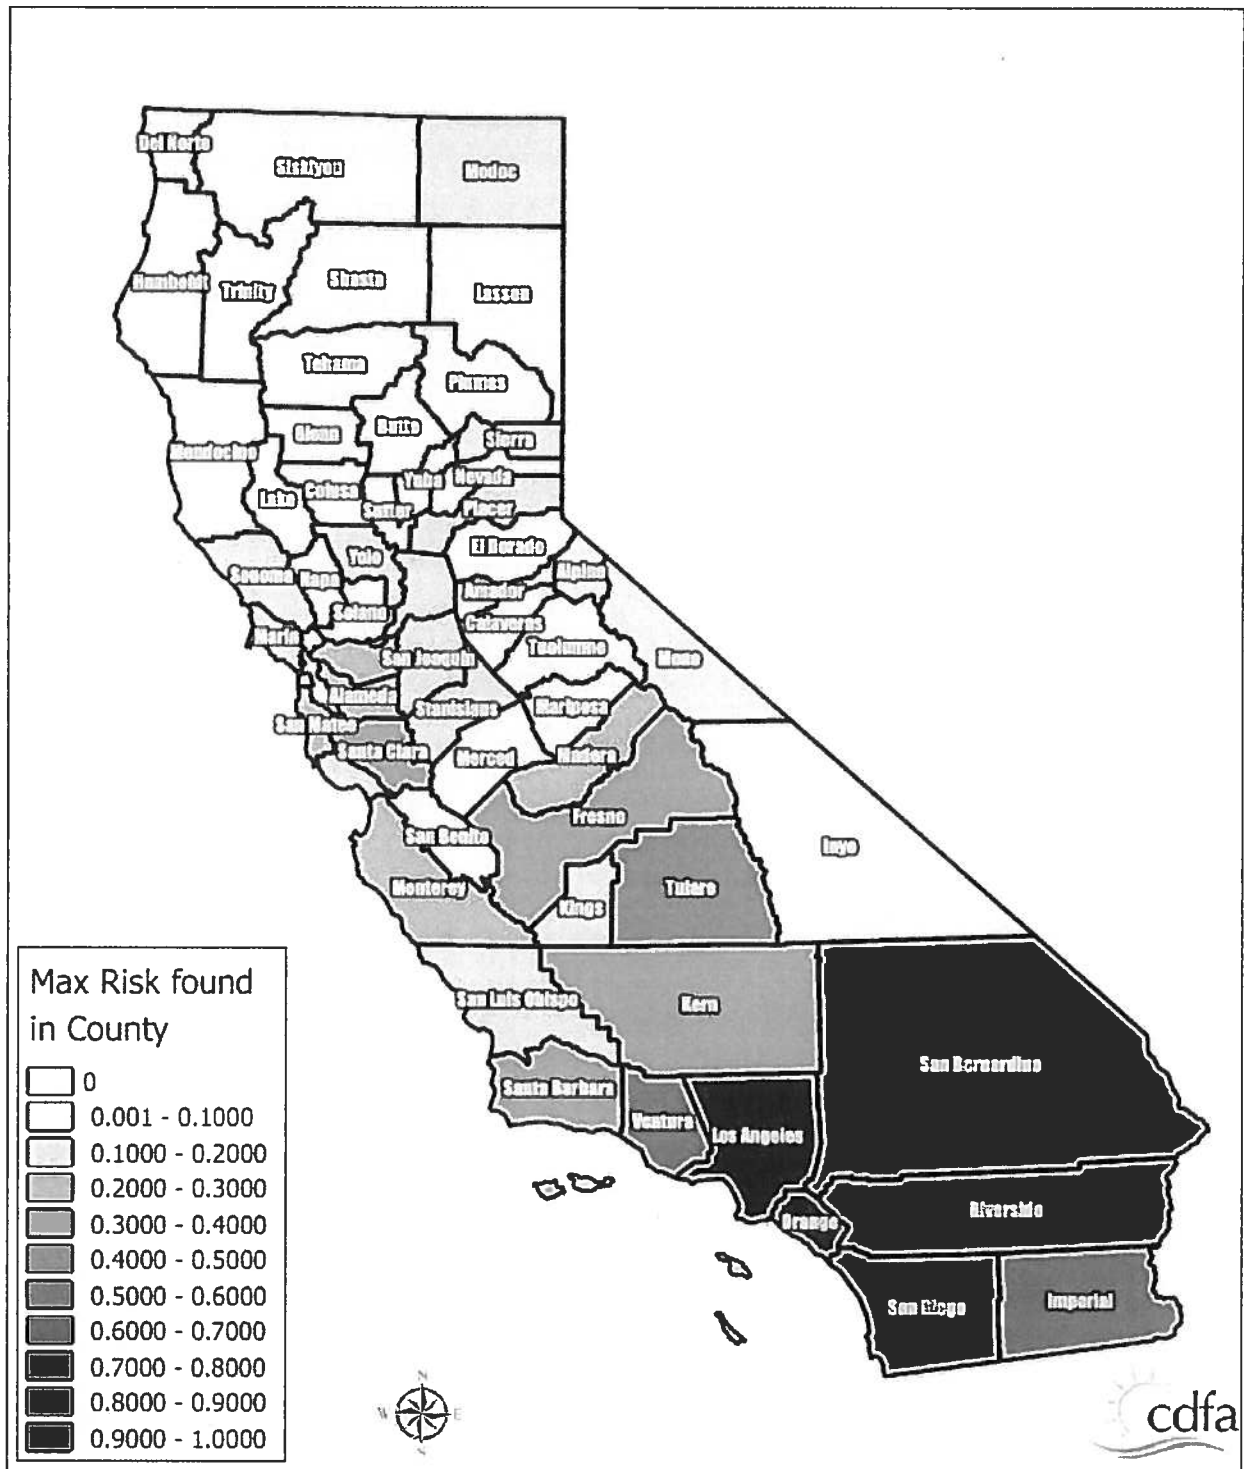 Del Norte
Siskiyou
Modoc
Humboldt
Trinity
Shasta
Lassen
Tehama
Plumas
Glenn
Butte
Sierra
Mendocino
Lake
Colusa
Yuba
Nevada
Sutter
Placer
El Dorado
Yolo
Sonoma
Napa
Alpine
Amador
Solano
Calaveras
Marin
Tuolumne
San Joaquin
Mono
Alameda
Stanislaus
Mariposa
San Mateo
Santa Clara
Merced
Madera
Fresno
San Benito
Inyo
Monterey
Kings
Tulare
San Luis Obispo
Kern
San Bernardino
Santa Barbara
Ventura
Los Angeles
Riverside
Orange
San Diego
Imperial
Max Risk found
in County
0
0.001 - 0.1000
0.1000 - 0.2000
0.2000 - 0.3000
0.3000 - 0.4000
0.4000 - 0.5000
0.5000 - 0.6000
0.6000 - 0.7000
0.7000 - 0.8000
0.8000 - 0.9000
0.9000 - 1.0000
N
W E
S
cdfa